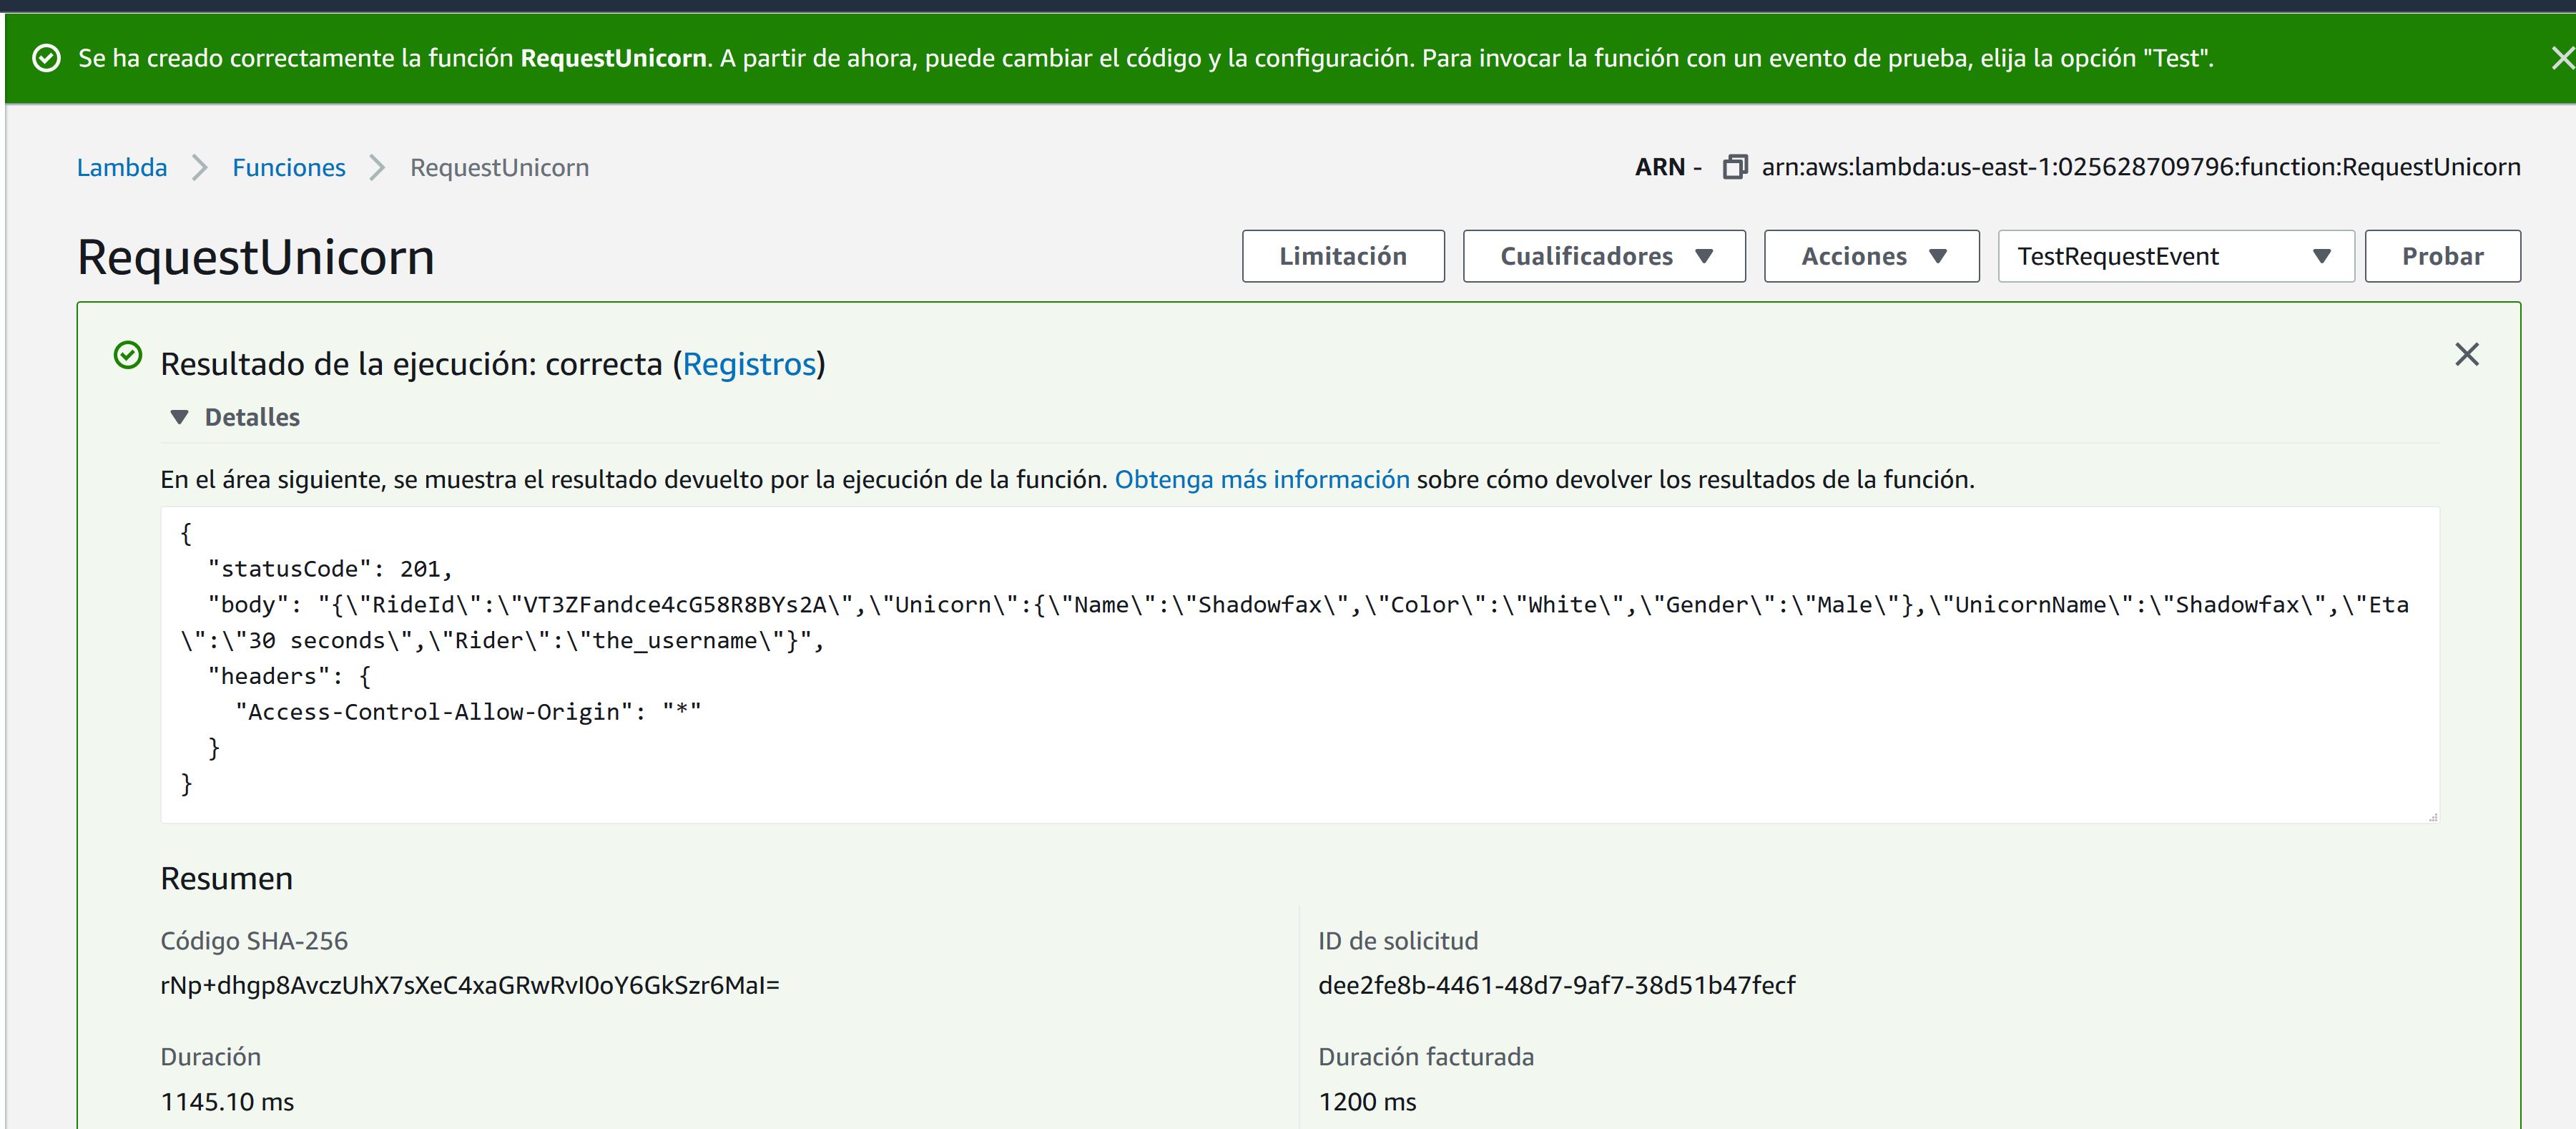 Se ha creado correctamente la función RequestUnicorn. A partir de ahora, puede cambiar el código y la configuración. Para invocar la función con un evento de prueba, elija la opción "Test".
Lambda > Funciones > RequestUnicorn
ARN - arn:aws:lambda:us-east-1:025628709796:function:RequestUnicorn
RequestUnicorn
Limitación
Cualificadores
Acciones
TestRequestEvent
Probar
Resultado de la ejecución: correcta (Registros)
Detalles
En el área siguiente, se muestra el resultado devuelto por la ejecución de la función. Obtenga más información sobre cómo devolver los resultados de la función.
{
  "statusCode": 201,
  "body": "{\"RideId\":\"VT3ZFandce4cG58R8BYs2A\",\"Unicorn\":{\"Name\":\"Shadowfax\",\"Color\":\"White\",\"Gender\":\"Male\"},\"UnicornName\":\"Shadowfax\",\"Eta
\":\"30 seconds\",\"Rider\":\"the_username\"}",
  "headers": {
    "Access-Control-Allow-Origin": "*"
  }
}
Resumen
Código SHA-256
rNp+dhgp8AvczUhX7sXeC4xaGRwRvI0oY6GkSzr6MaI=
ID de solicitud
dee2fe8b-4461-48d7-9af7-38d51b47fecf
Duración
1145.10 ms
Duración facturada
1200 ms